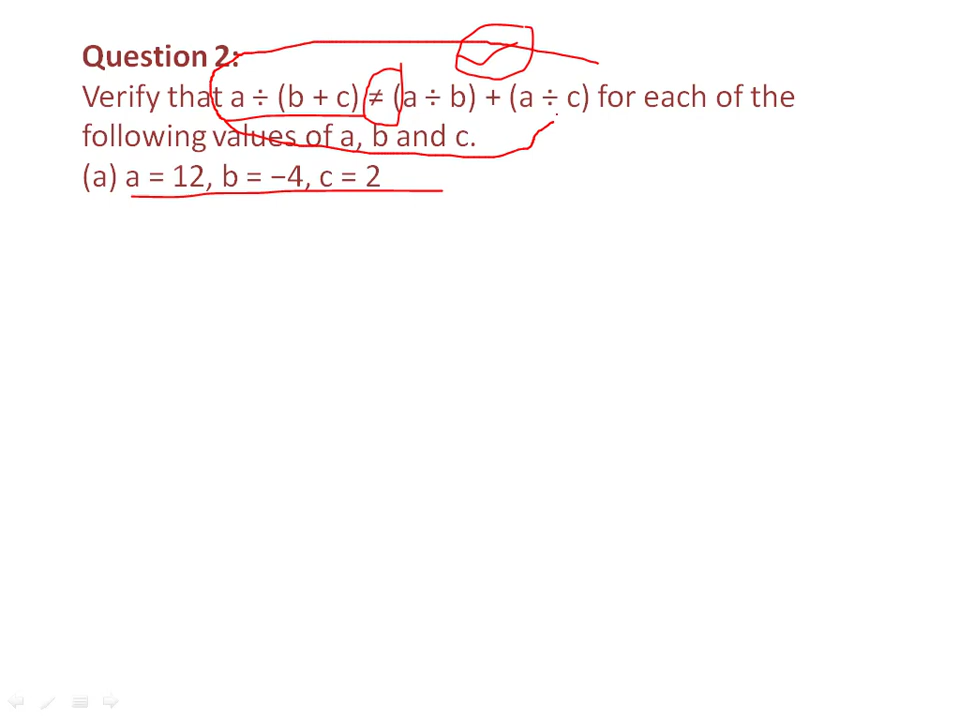 Question 2:
Verify that a ÷ (b + c) ≠ (a ÷ b) + (a ÷ c) for each of the
following values of a, b and c.
(a) a = 12, b = −4, c = 2